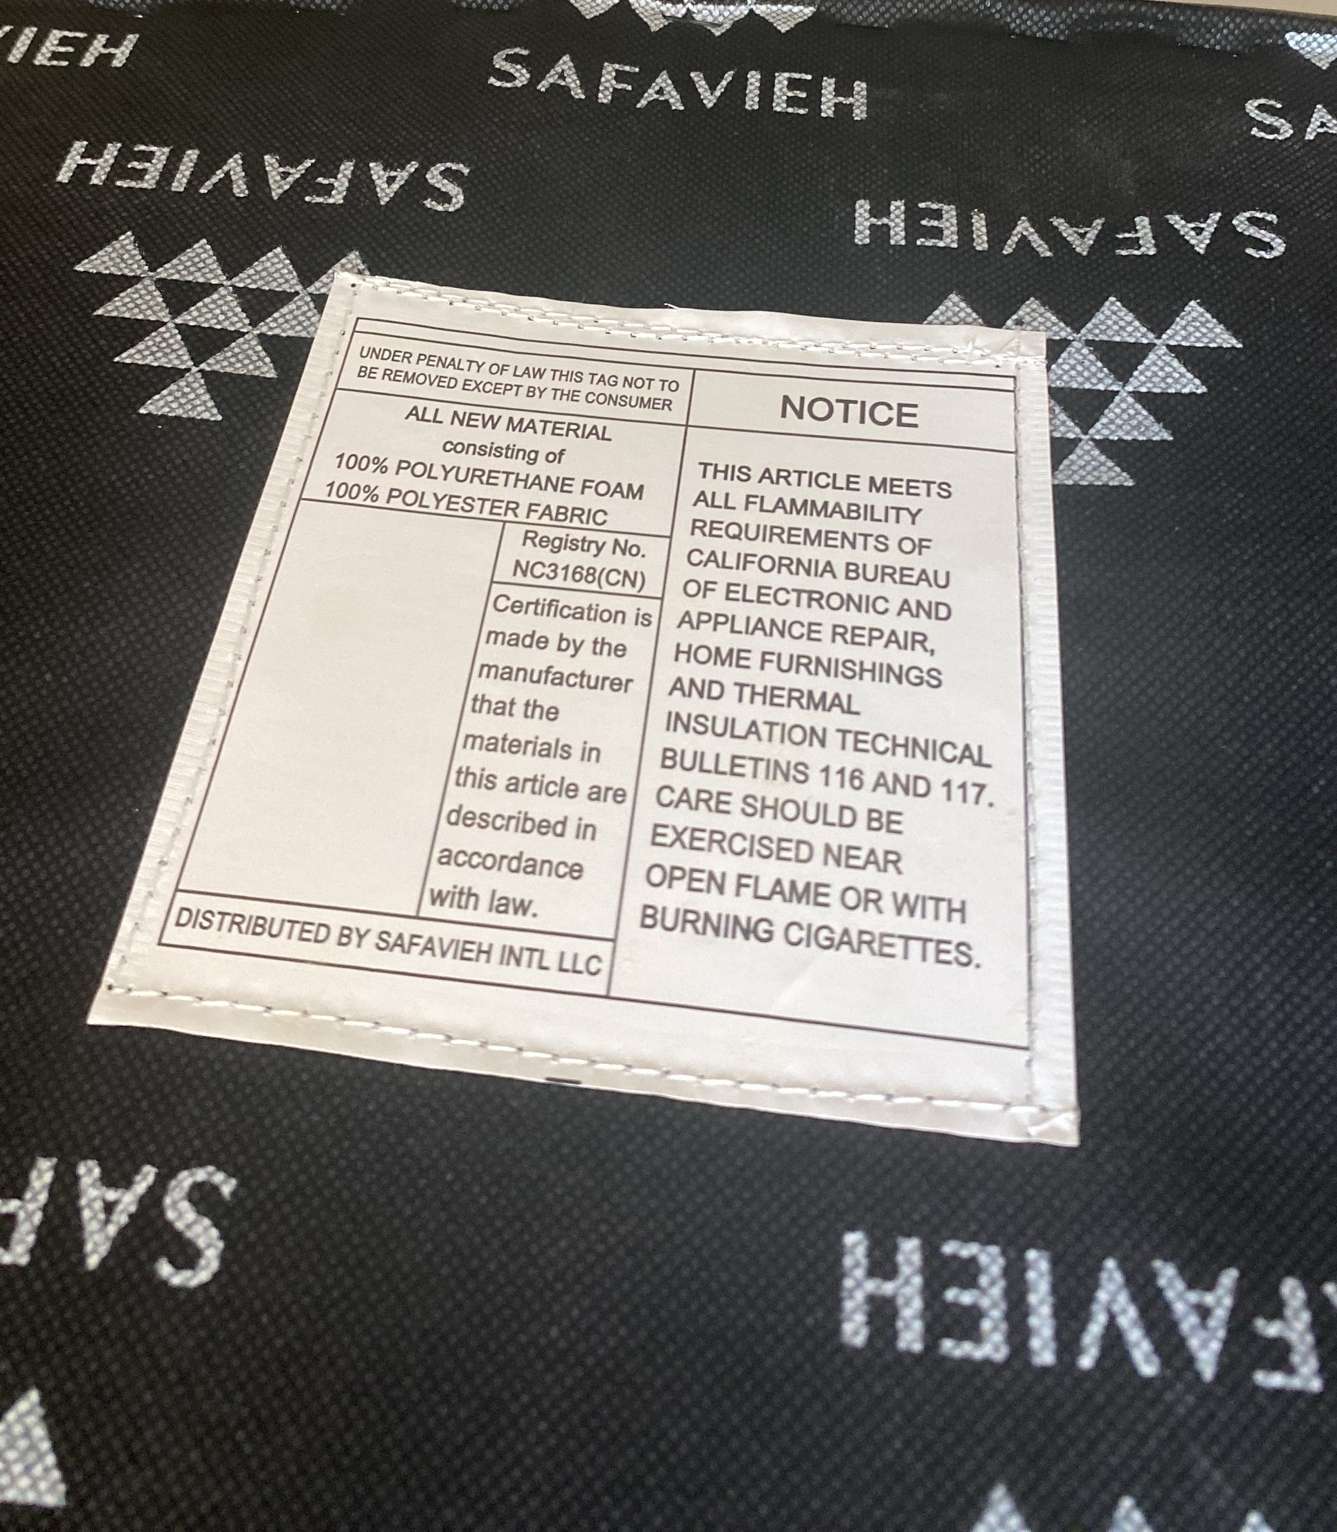 SAFAVIEH
SAFAVIEH
SAFAVIEH
UNDER PENALTY OF LAW THIS TAG NOT TO
BE REMOVED EXCEPT BY THE CONSUMER
ALL NEW MATERIAL
consisting of
100% POLYURETHANE FOAM
100% POLYESTER FABRIC
Registry No.
NC3168(CN)
Certification is
made by the
manufacturer
that the
materials in
this article are
described in
accordance
with law.
DISTRIBUTED BY SAFAVIEH INTL LLC
NOTICE
THIS ARTICLE MEETS
ALL FLAMMABILITY
REQUIREMENTS OF
CALIFORNIA BUREAU
OF ELECTRONIC AND
APPLIANCE REPAIR,
HOME FURNISHINGS
AND THERMAL
INSULATION TECHNICAL
BULLETINS 116 AND 117.
CARE SHOULD BE
EXERCISED NEAR
OPEN FLAME OR WITH
BURNING CIGARETTES.